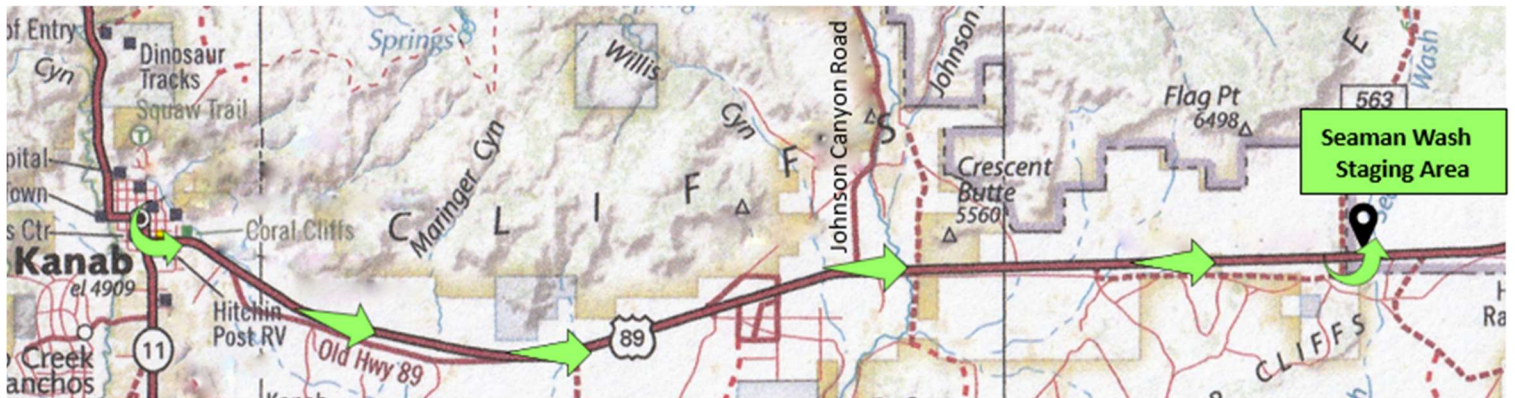 of Entry
Cyn
Dinosaur
Tracks
Squaw Trail
T
Springs
Willis
Cyn
Johnson Canyon Road
Johnson
Flag Pt
6498
E
Wash
563
Seaman Wash
Staging Area
Crescent
Butte
5560
S
F
F
I
L
C
Maringer Cyn
Coral Cliffs
Kanab
el 4909
Hitchin
Post RV
11
Creek
Old Hwy 89
89
CLIFFS